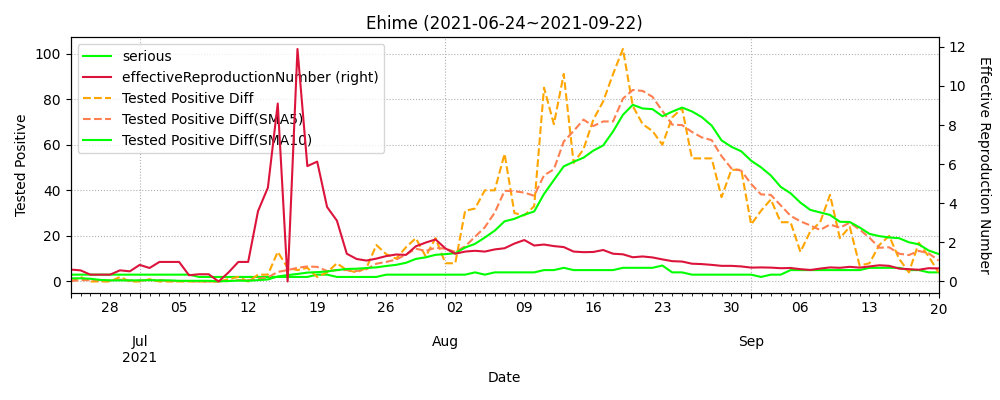 Ehime (2021-06-24~2021-09-22)
serious
effectiveReproductionNumber (right)
Tested Positive Diff
Tested Positive Diff(SMA5)
Tested Positive Diff(SMA10)
Tested Positive
100
80
60
40
20
0
12
10
8
6
4
2
0
Effective Reproduction Number
28 05 12 19 26 02 09 16 23 30 06 13 20
Jul Aug Sep
2021
Date